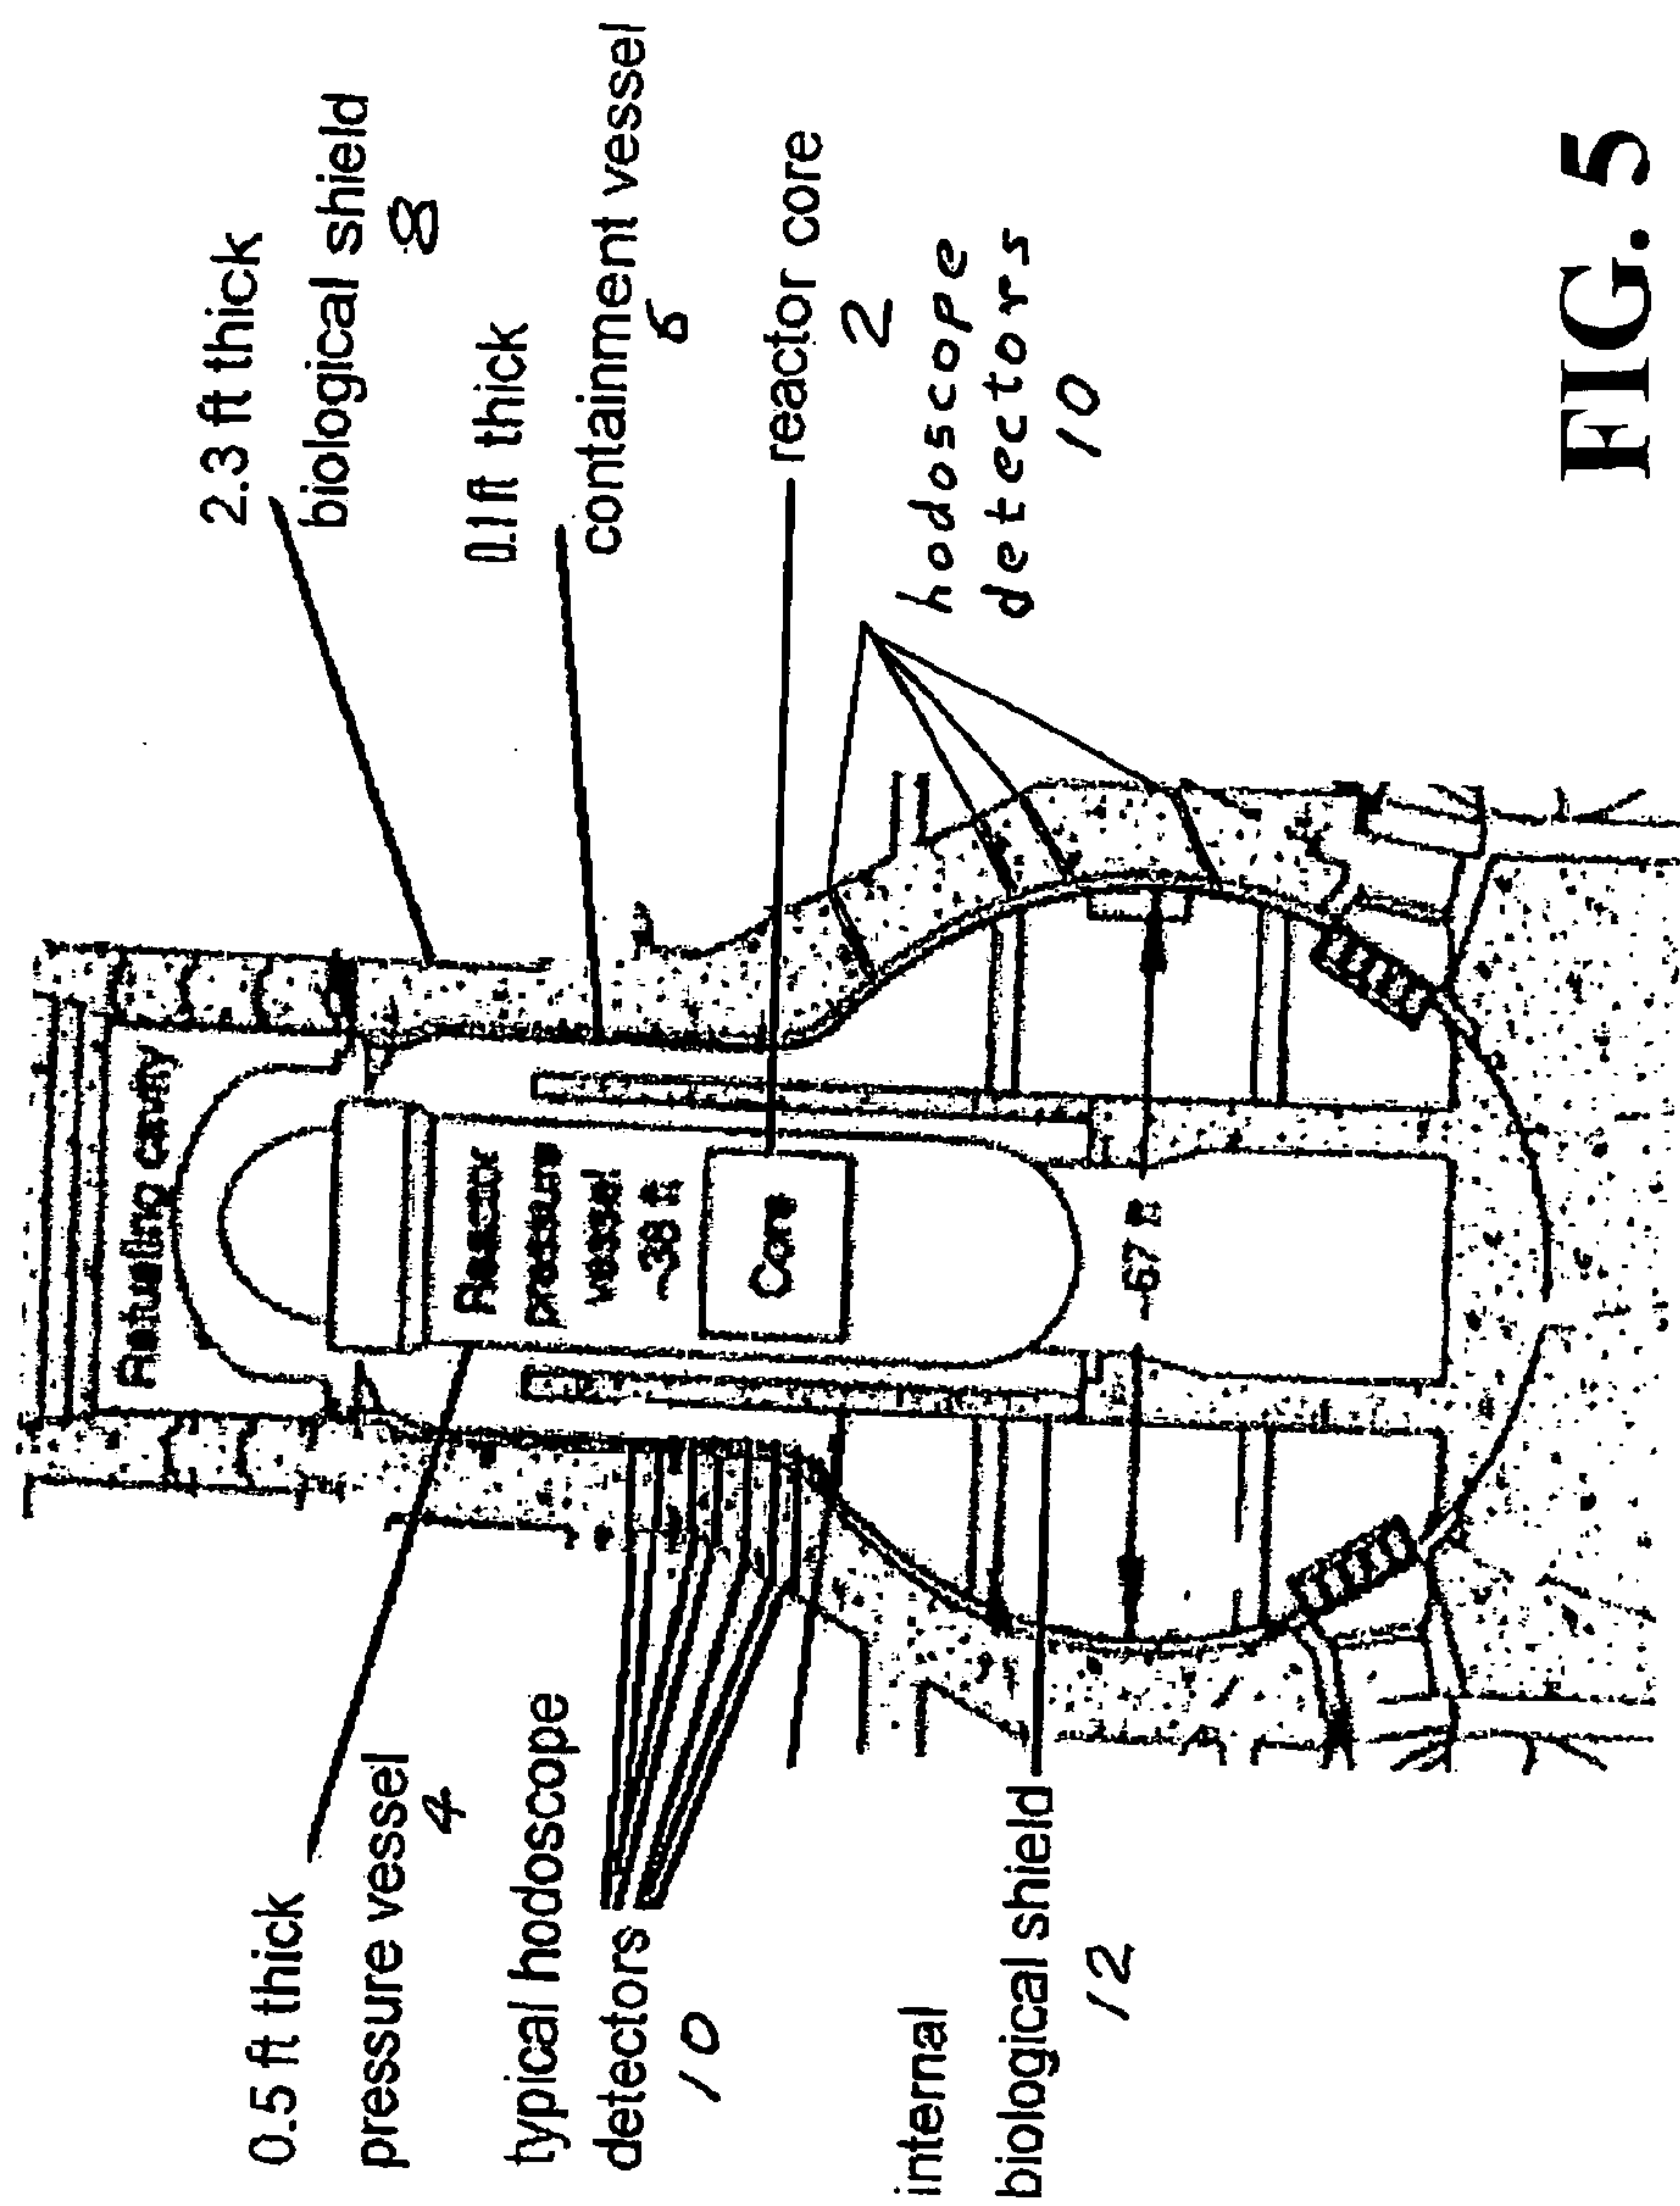 2.3 ft thick
biological shield
8
0.1 ft thick
containment vessel
6
reactor core
2
hodoscope
detectors
10
Refueling cavity
Reactor
pressure
vessel
~38 ft
Core
~67 ft
0.5 ft thick
pressure vessel
4
typical hodoscope
detectors
10
internal
biological shield
12
FIG. 5